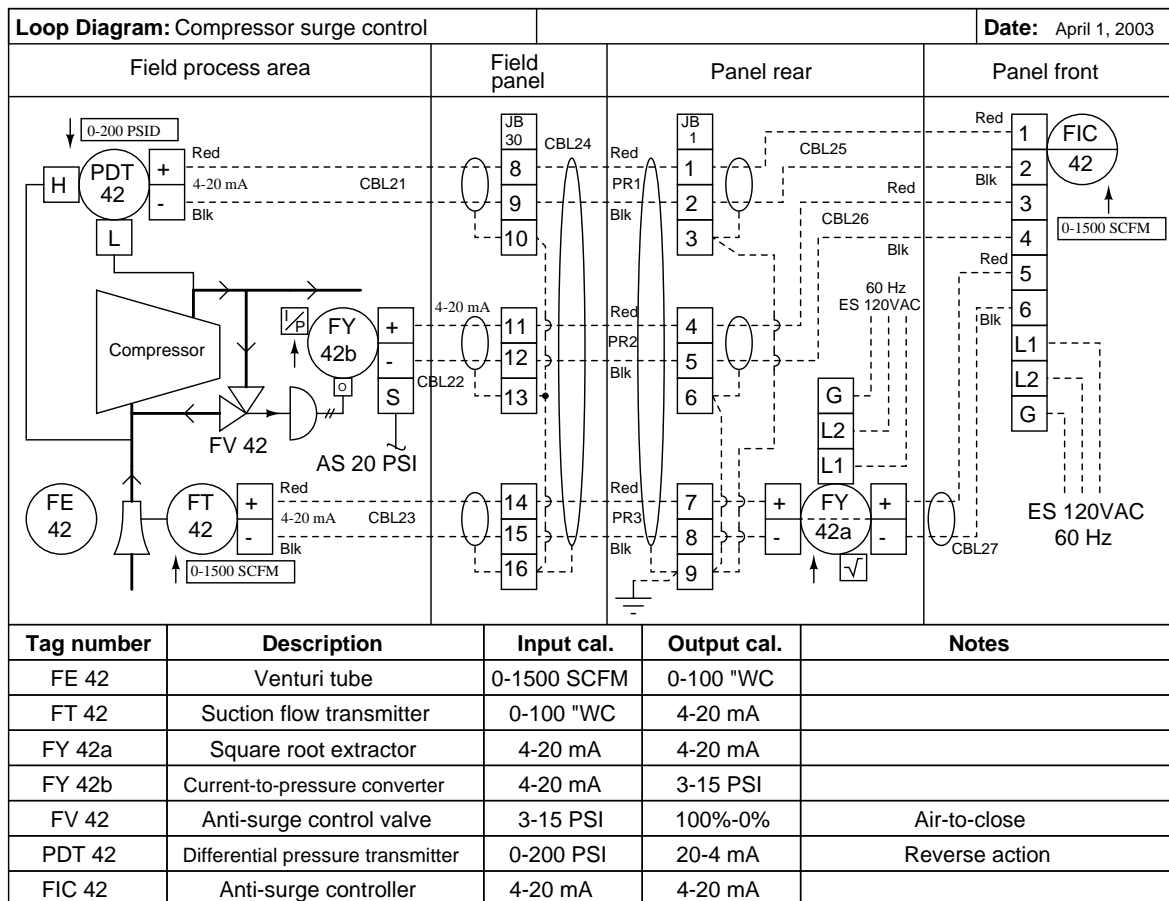 Loop Diagram: Compressor surge control
Date: April 1, 2003
Field process area
Field
panel
Panel rear
Panel front
0-200 PSID
H
PDT
42
+
-
L
Red
4-20 mA
Blk
CBL21
JB
30
8
9
10
CBL24
Red
PR1
Blk
JB
1
1
2
3
CBL25
Red
Blk
Red
CBL26
Blk
Red
Blk
1
2
3
4
5
6
L1
L2
G
FIC
42
0-1500 SCFM
Compressor
I/P
FY
42b
O
+
-
S
4-20 mA
CBL22
11
12
13
Red
PR2
Blk
4
5
6
60 Hz
ES 120VAC
G
L2
L1
FV 42
AS 20 PSI
FE
42
FT
42
+
-
Red
4-20 mA
Blk
CBL23
0-1500 SCFM
14
15
16
Red
PR3
Blk
7
8
9
+
-
FY
42a
+
-
√
CBL27
ES 120VAC
60 Hz
Tag number Description Input cal. Output cal. Notes
FE 42 Venturi tube 0-1500 SCFM 0-100 "WC
FT 42 Suction flow transmitter 0-100 "WC 4-20 mA
FY 42a Square root extractor 4-20 mA 4-20 mA
FY 42b Current-to-pressure converter 4-20 mA 3-15 PSI
FV 42 Anti-surge control valve 3-15 PSI 100%-0% Air-to-close
PDT 42 Differential pressure transmitter 0-200 PSI 20-4 mA Reverse action
FIC 42 Anti-surge controller 4-20 mA 4-20 mA